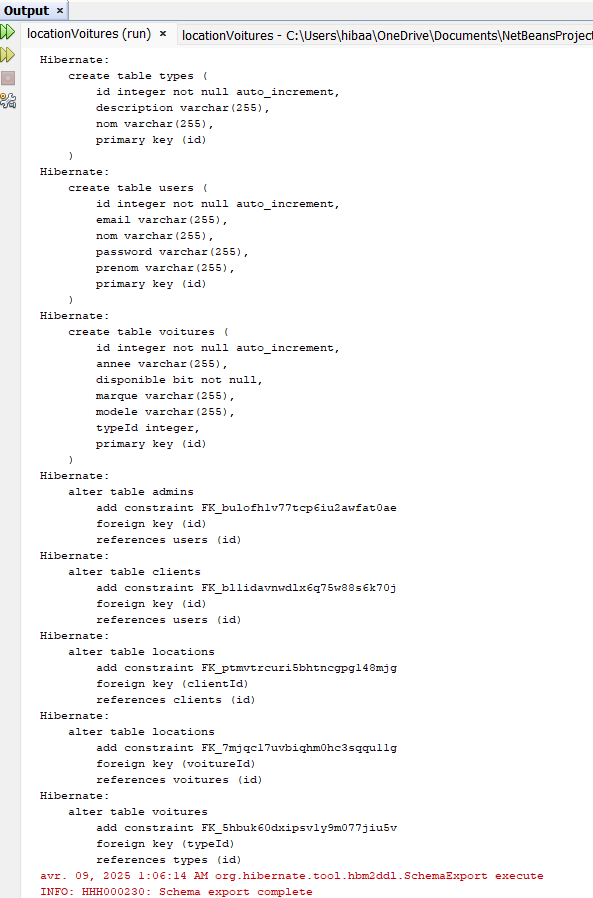 Output ×
locationVoitures (run) × locationVoitures - C:\Users\hibaa\OneDrive\Documents\NetBeansProject
Hibernate:
    create table types (
        id integer not null auto_increment,
        description varchar(255),
        nom varchar(255),
        primary key (id)
    )
Hibernate:
    create table users (
        id integer not null auto_increment,
        email varchar(255),
        nom varchar(255),
        password varchar(255),
        prenom varchar(255),
        primary key (id)
    )
Hibernate:
    create table voitures (
        id integer not null auto_increment,
        annee varchar(255),
        disponible bit not null,
        marque varchar(255),
        modele varchar(255),
        typeId integer,
        primary key (id)
    )
Hibernate:
    alter table admins
        add constraint FK_bulofhlv77tcp6iu2awfat0ae
        foreign key (id)
        references users (id)
Hibernate:
    alter table clients
        add constraint FK_bllidavnwdlx6q75w88s6k70j
        foreign key (id)
        references users (id)
Hibernate:
    alter table locations
        add constraint FK_ptmvtrcuri5bhtncgpgl48mjg
        foreign key (clientId)
        references clients (id)
Hibernate:
    alter table locations
        add constraint FK_7mjqcl7uvbiqhm0hc3sqqullg
        foreign key (voitureId)
        references voitures (id)
Hibernate:
    alter table voitures
        add constraint FK_5hbuk60dxipsvly9m077jiu5v
        foreign key (typeId)
        references types (id)
avr. 09, 2025 1:06:14 AM org.hibernate.tool.hbm2ddl.SchemaExport execute
INFO: HHH000230: Schema export complete